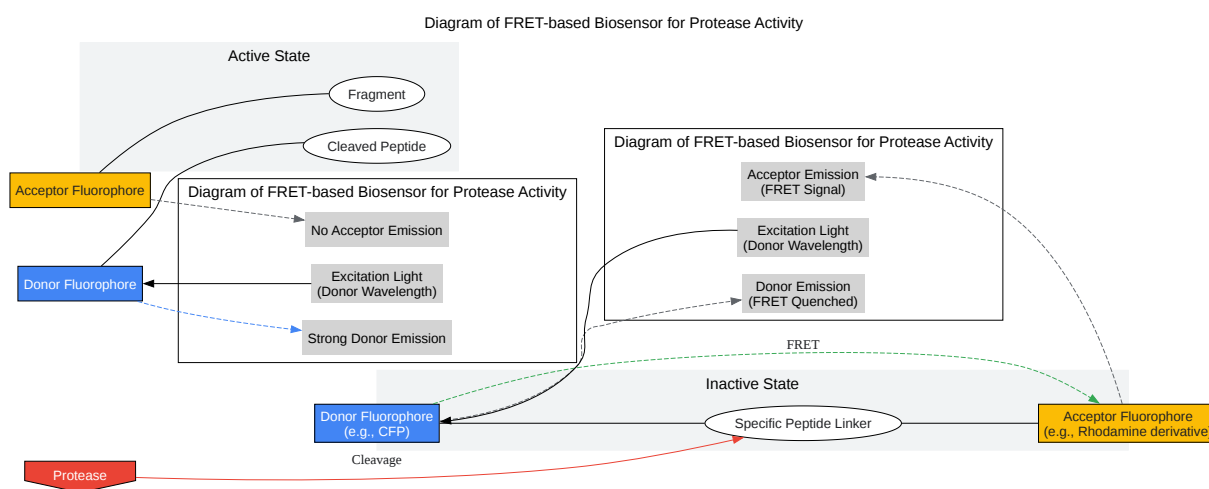 Diagram of FRET-based Biosensor for Protease Activity
Active State
Fragment
Cleaved Peptide
Acceptor Fluorophore
Donor Fluorophore
Diagram of FRET-based Biosensor for Protease Activity
No Acceptor Emission
Excitation Light
(Donor Wavelength)
Strong Donor Emission
Diagram of FRET-based Biosensor for Protease Activity
Acceptor Emission
(FRET Signal)
Excitation Light
(Donor Wavelength)
Donor Emission
(FRET Quenched)
FRET
Inactive State
Donor Fluorophore
(e.g., CFP)
Specific Peptide Linker
Acceptor Fluorophore
(e.g., Rhodamine derivative)
Cleavage
Protease